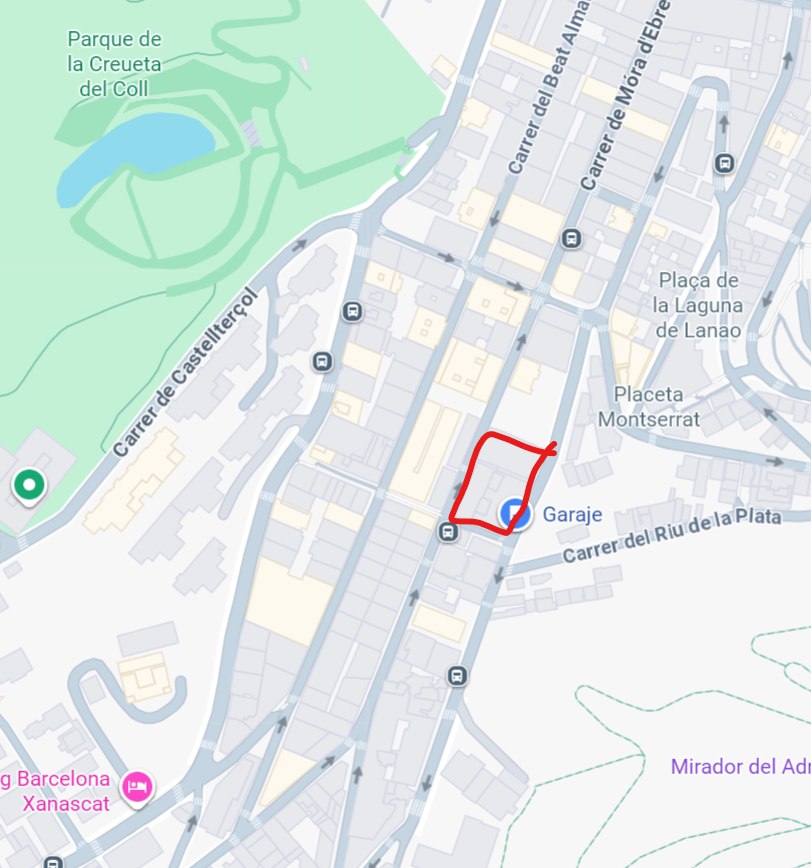 Parque de
la Creueta
del Coll
Carrer del Beat Alma
Carrer de Móra d'Ebre
Plaça de
la Laguna
de Lanao
Carrer de Castellterçol
Placeta
Montserrat
Garaje
Carrer del Riu de la Plata
Mirador del Adr
g Barcelona
Xanascat